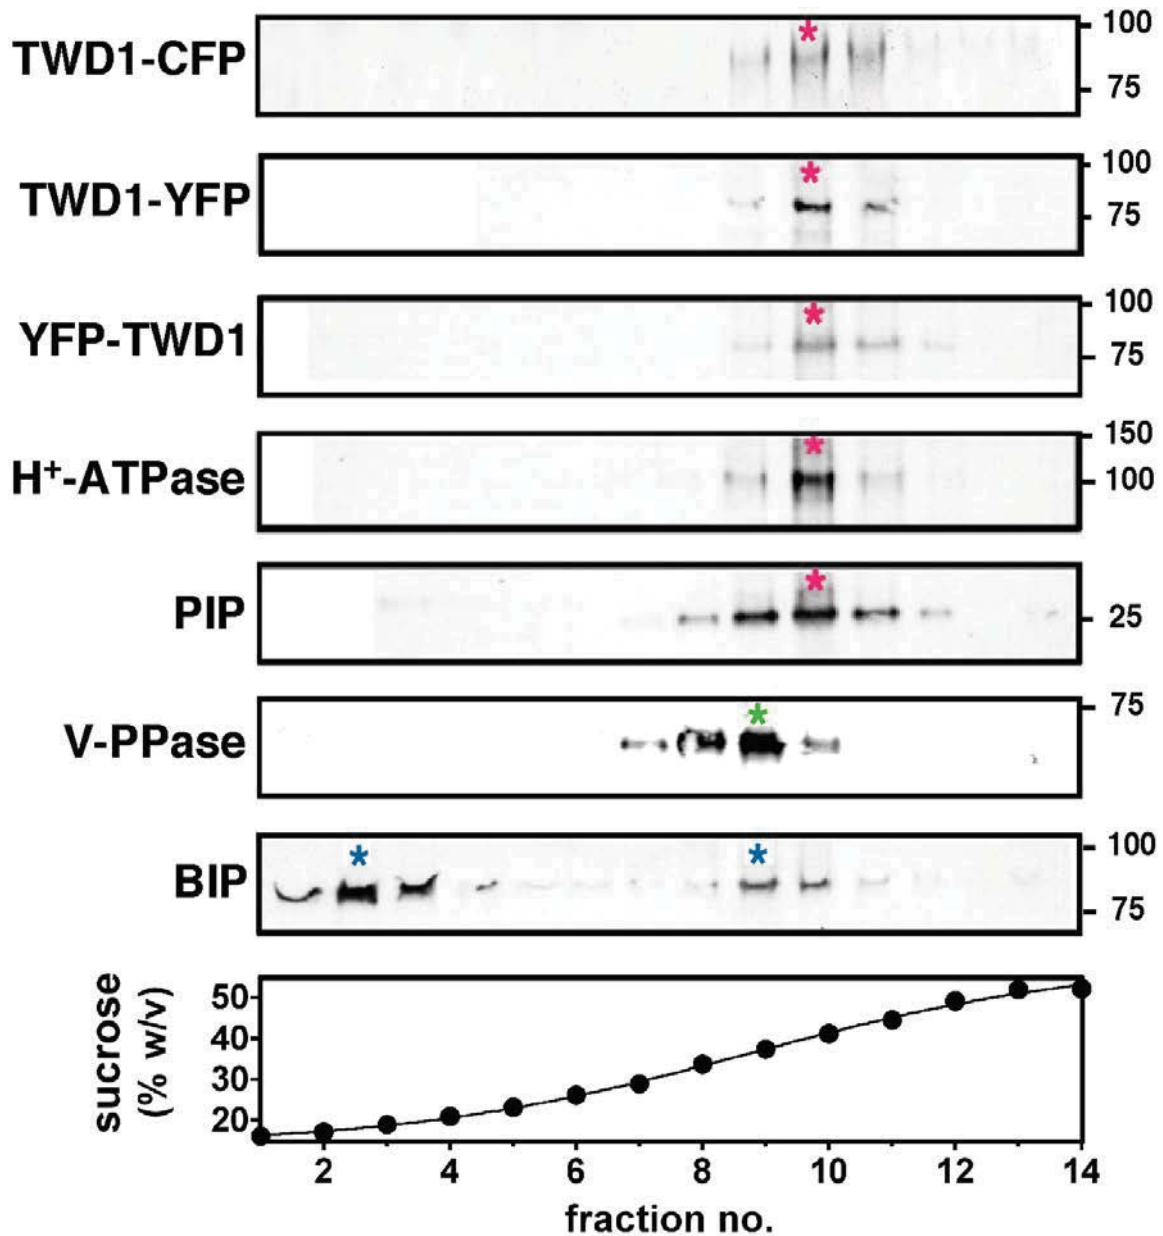 TWD1-CFP
* 100
75
TWD1-YFP
* 100
75
YFP-TWD1
* 100
75
H⁺-ATPase
* 150
100
PIP
*
25
V-PPase
* 75
BIP
* * 100
75
sucrose
(% w/v)
50
40
30
20
2 4 6 8 10 12 14
fraction no.